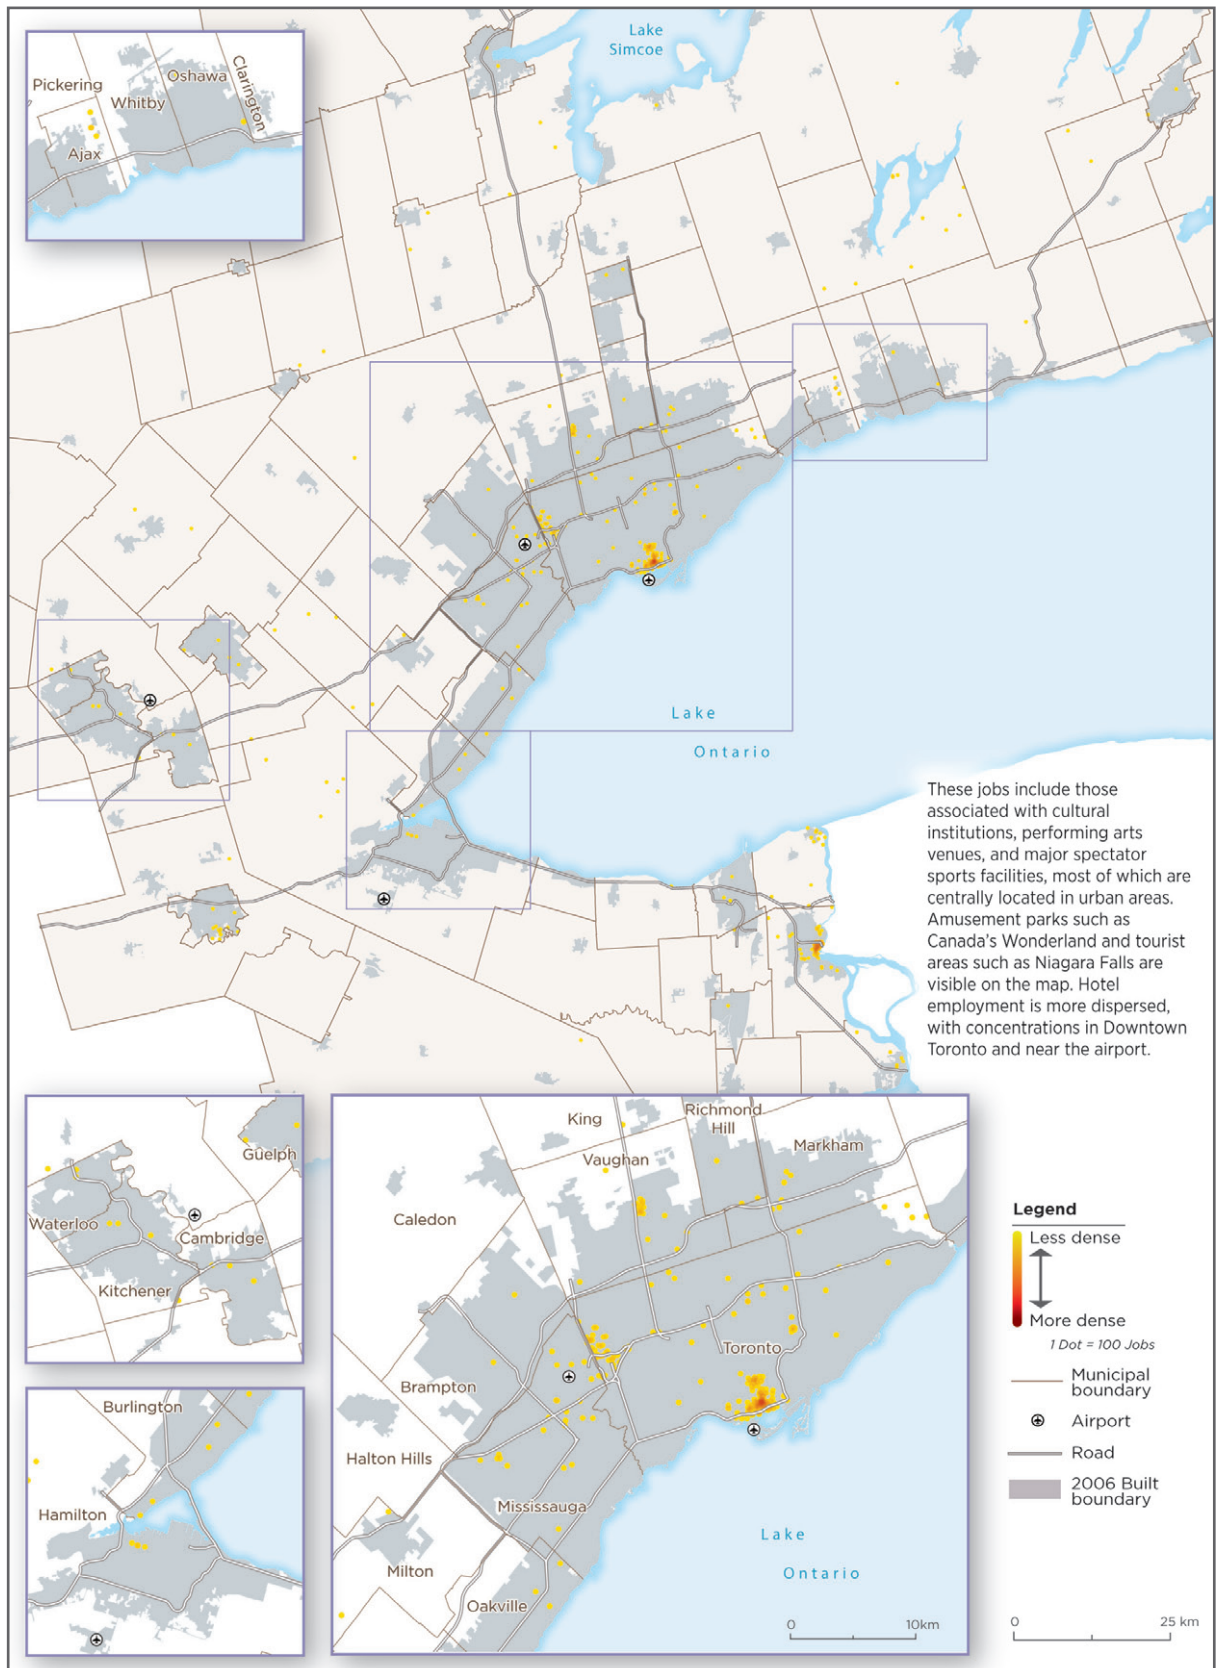 Lake
Simcoe
Pickering
Whitby
Oshawa
Clarington
Ajax
Lake
Ontario
These jobs include those
associated with cultural
institutions, performing arts
venues, and major spectator
sports facilities, most of which are
centrally located in urban areas.
Amusement parks such as
Canada's Wonderland and tourist
areas such as Niagara Falls are
visible on the map. Hotel
employment is more dispersed,
with concentrations in Downtown
Toronto and near the airport.
Guelph
Waterloo
Cambridge
Kitchener
Burlington
Hamilton
King
Richmond
Hill
Vaughan
Markham
Caledon
Toronto
Brampton
Halton Hills
Mississauga
Milton
Oakville
Lake
Ontario
0 10km
Legend
Less dense
More dense
1 Dot = 100 Jobs
Municipal
boundary
Airport
Road
2006 Built
boundary
0 25 km